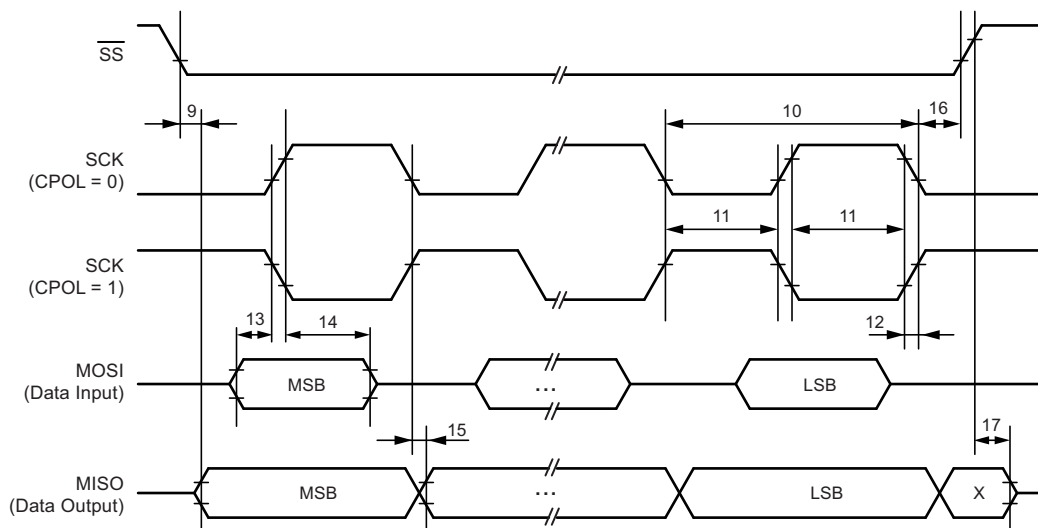 SS
9
10
16
SCK
(CPOL = 0)
11
11
SCK
(CPOL = 1)
13
14
12
MOSI
(Data Input)
MSB
...
LSB
15
17
MISO
(Data Output)
MSB
...
LSB
X